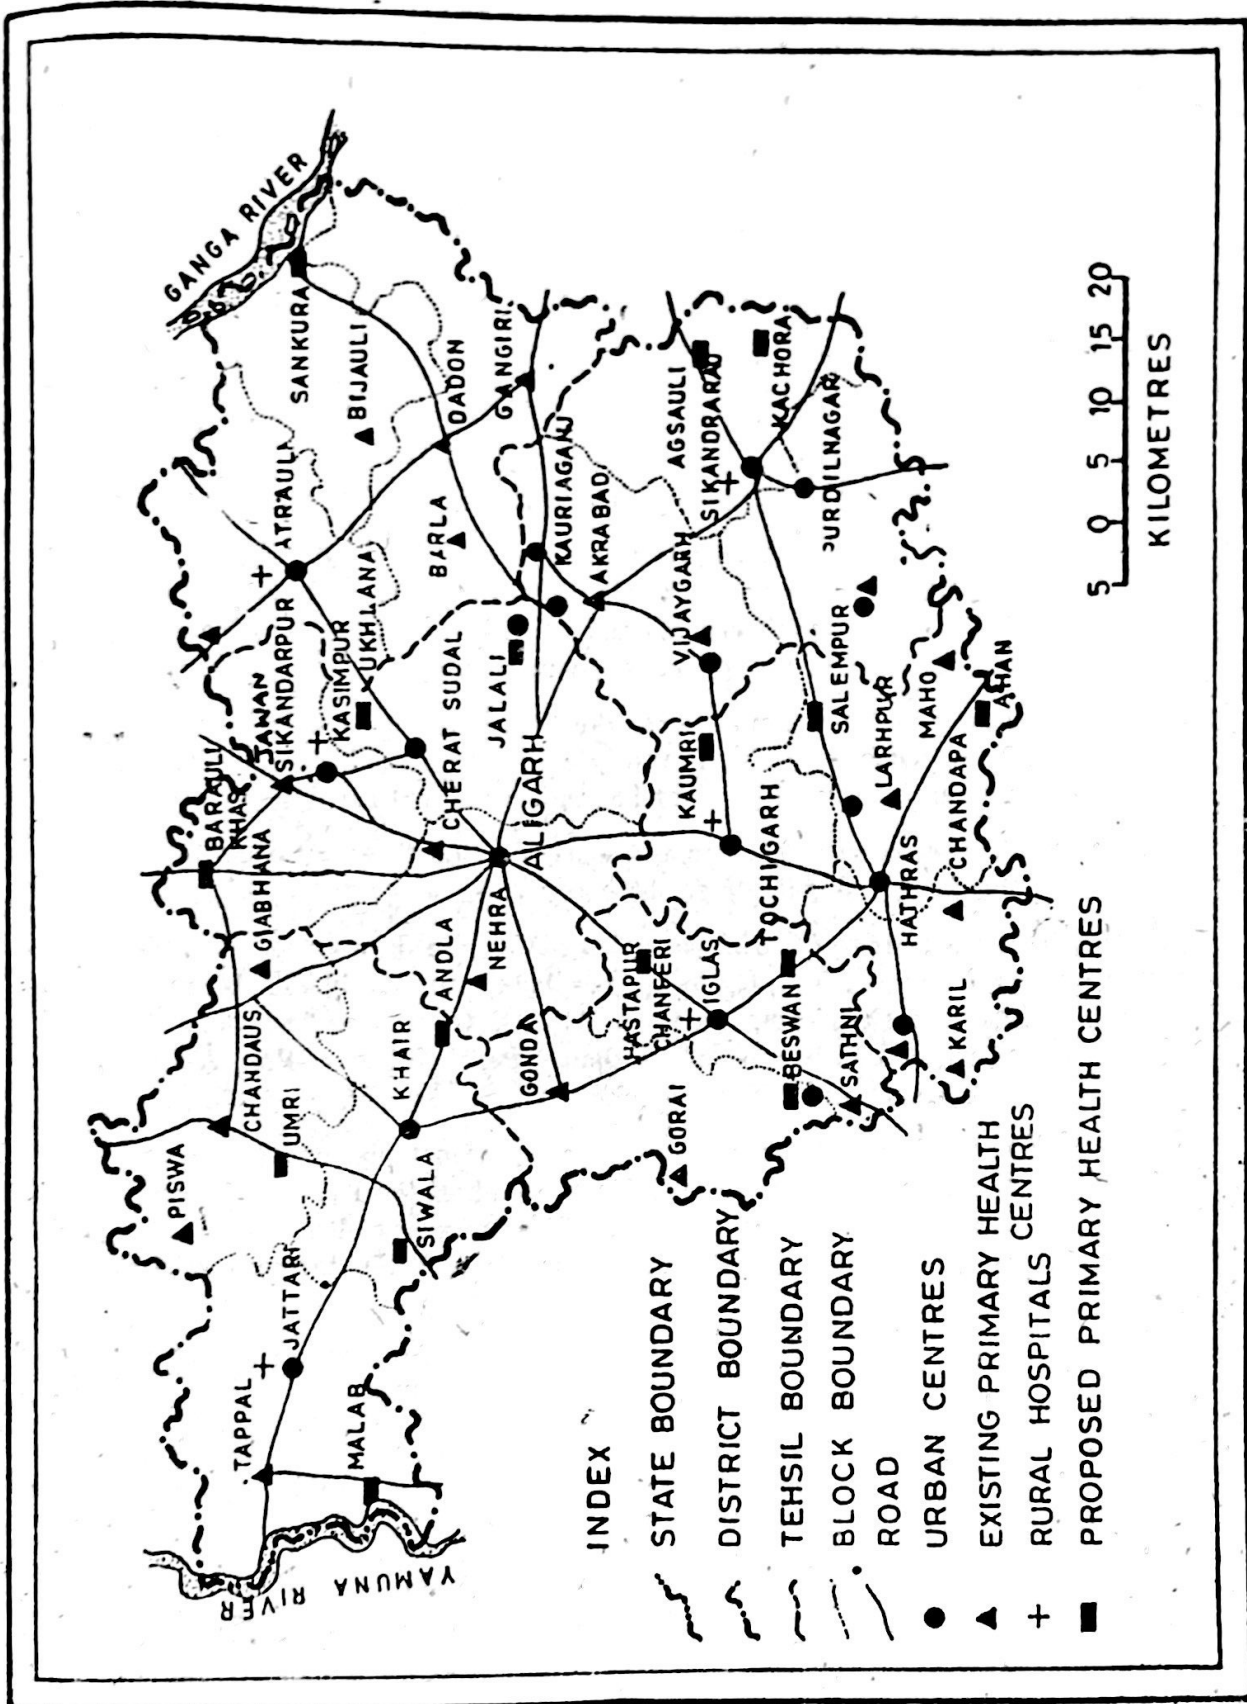 GANGA RIVER
SANKURA
BIJAULI
DADON
GANGIRI
ATRAULI
BARLA
KAURIAGANJ
AKRABAD
AGSAULI
SIKANDRARAO
KACHORA
PURDILNAGAR
UKHLANA
KASIMPUR
SIKANDARPUR
JAWAN
BARAULI
KHAS
CHERAT SUDAL
JALALI
VIJAYGARH
SALEMPUR
LARHPUR
MAHO
AHAN
KAUMRI
ALIGARH
TOCHIGARH
CHANDAPA
HATHRAS
GIABHANA
NEHRA
ANDLA
HASTAPUR
CHANFERI
IGLAS
BESWAN
SATHNI
KARIL
CHANDAUS
KHAIR
GONDA
GORAI
UMRI
PISWA
SIWALA
JATTARI
TAPPAL
MALAB
YAMUNA RIVER
INDEX
STATE BOUNDARY
DISTRICT BOUNDARY
TEHSIL BOUNDARY
BLOCK BOUNDARY
ROAD
URBAN CENTRES
EXISTING PRIMARY HEALTH
CENTRES
RURAL HOSPITALS
PROPOSED PRIMARY HEALTH CENTRES
5 0 5 10 15 20
KILOMETRES